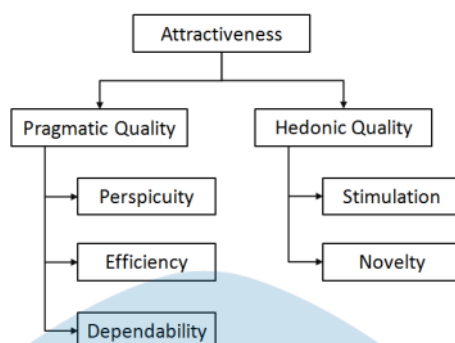 Attractiveness
Pragmatic Quality
Hedonic Quality
Perspicuity
Stimulation
Efficiency
Novelty
Dependability